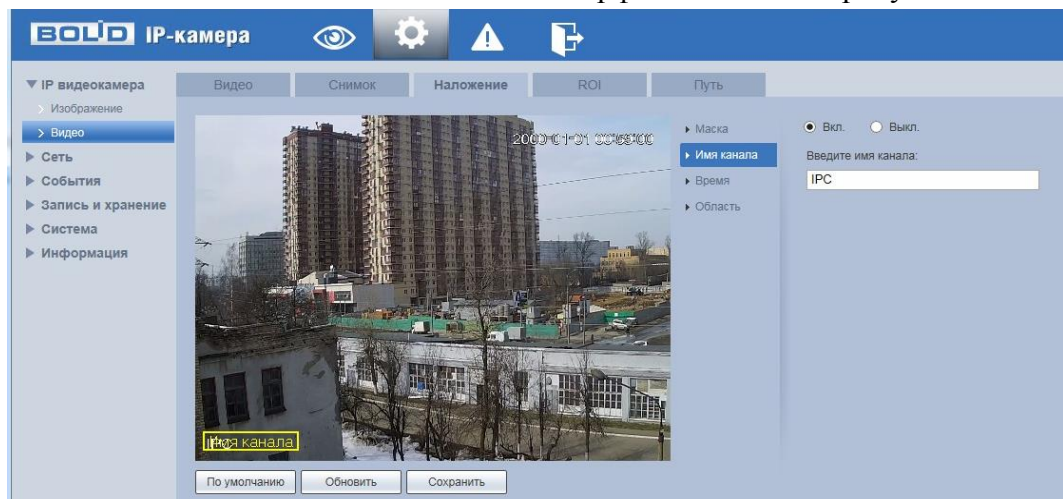 BOLID IP-камера
IP видеокамера
Изображение
Видео
Сеть
События
Запись и хранение
Система
Информация
Видео
Снимок
Наложение
ROI
Путь
Имя канала
Маска
Имя канала
Время
Область
Вкл.
Выкл.
Введите имя канала:
IPC
По умолчанию
Обновить
Сохранить